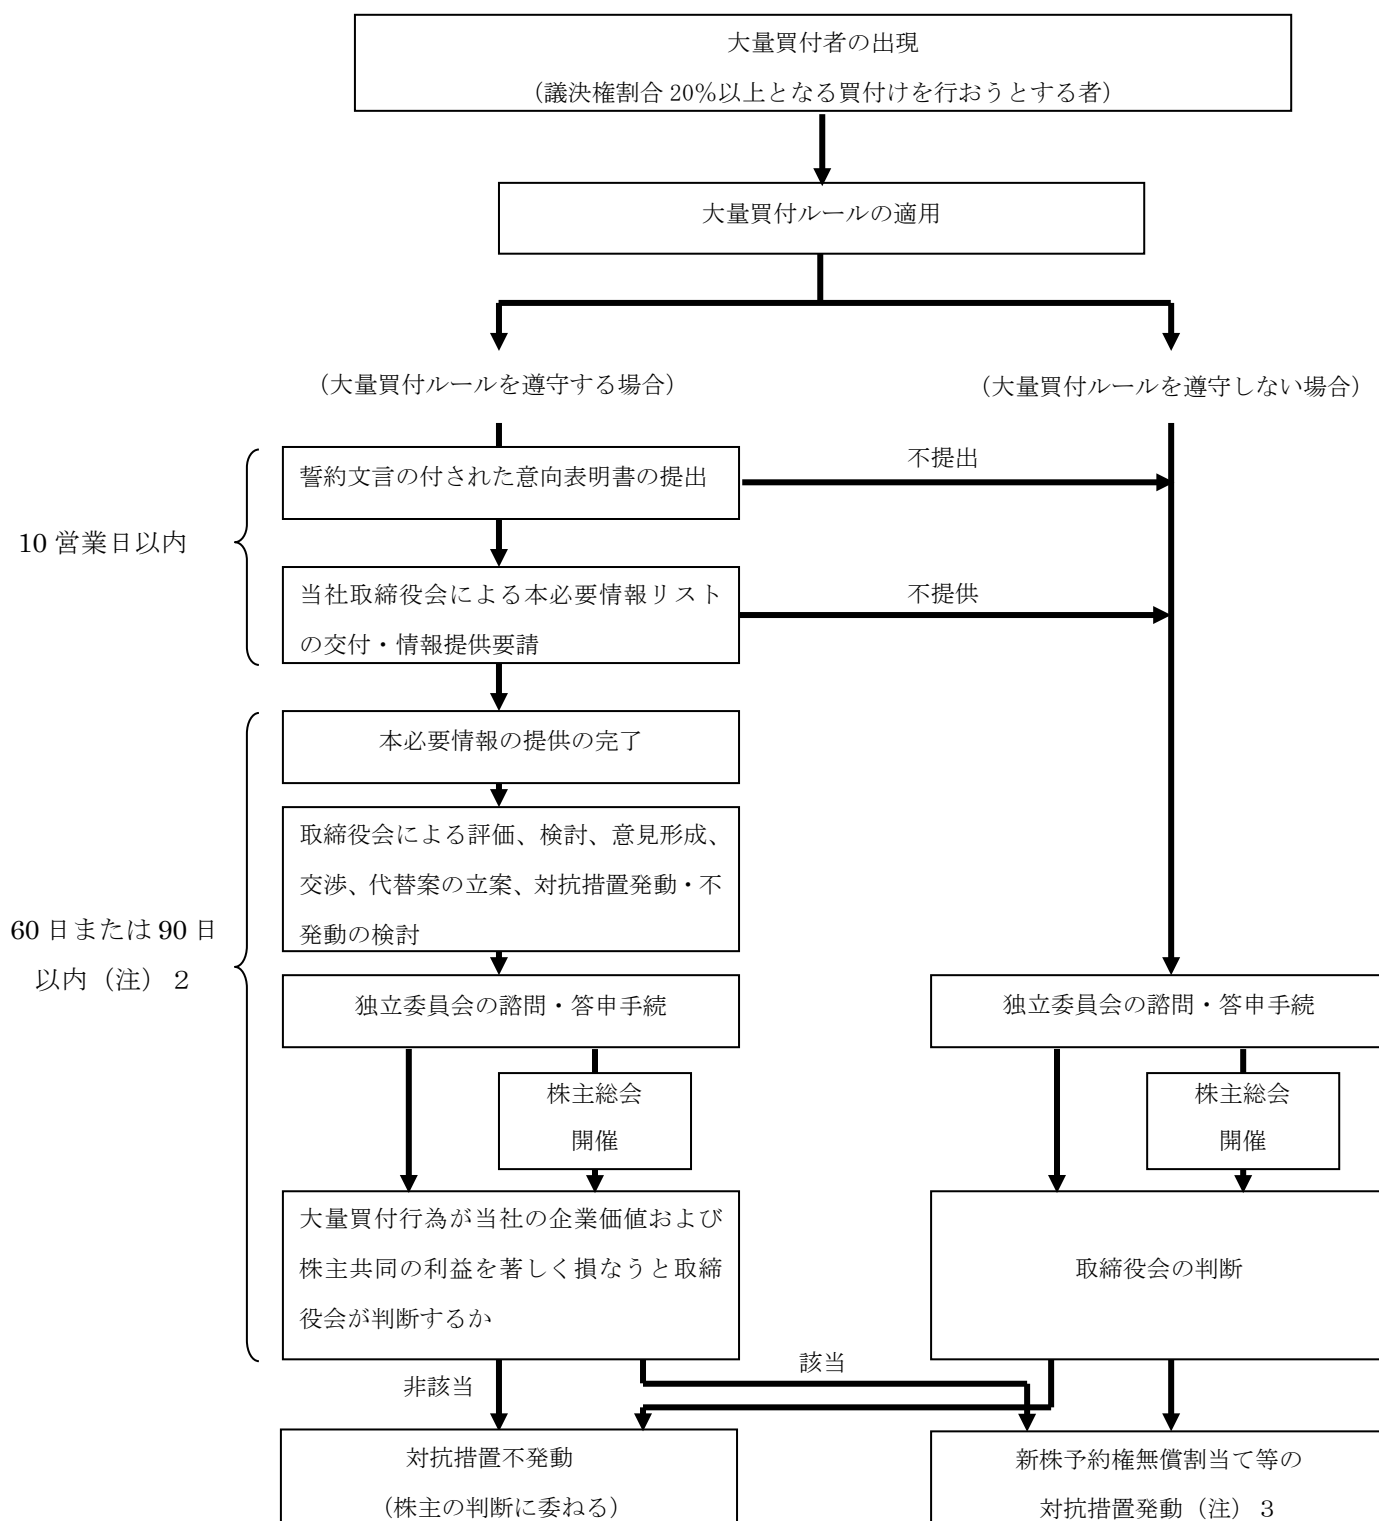 大量買付者の出現
（議決権割合 20％以上となる買付けを行おうとする者）
大量買付ルールの適用
（大量買付ルールを遵守する場合）
（大量買付ルールを遵守しない場合）
誓約文言の付された意向表明書の提出
不提出
10 営業日以内
当社取締役会による本必要情報リスト
の交付・情報提供要請
不提供
本必要情報の提供の完了
取締役会による評価、検討、意見形成、
交渉、代替案の立案、対抗措置発動・不
発動の検討
60 日または 90 日
以内（注）２
独立委員会の諮問・答申手続
独立委員会の諮問・答申手続
株主総会
開催
株主総会
開催
大量買付行為が当社の企業価値および
株主共同の利益を著しく損なうと取締
役会が判断するか
取締役会の判断
該当
非該当
対抗措置不発動
（株主の判断に委ねる）
新株予約権無償割当て等の
対抗措置発動（注）３